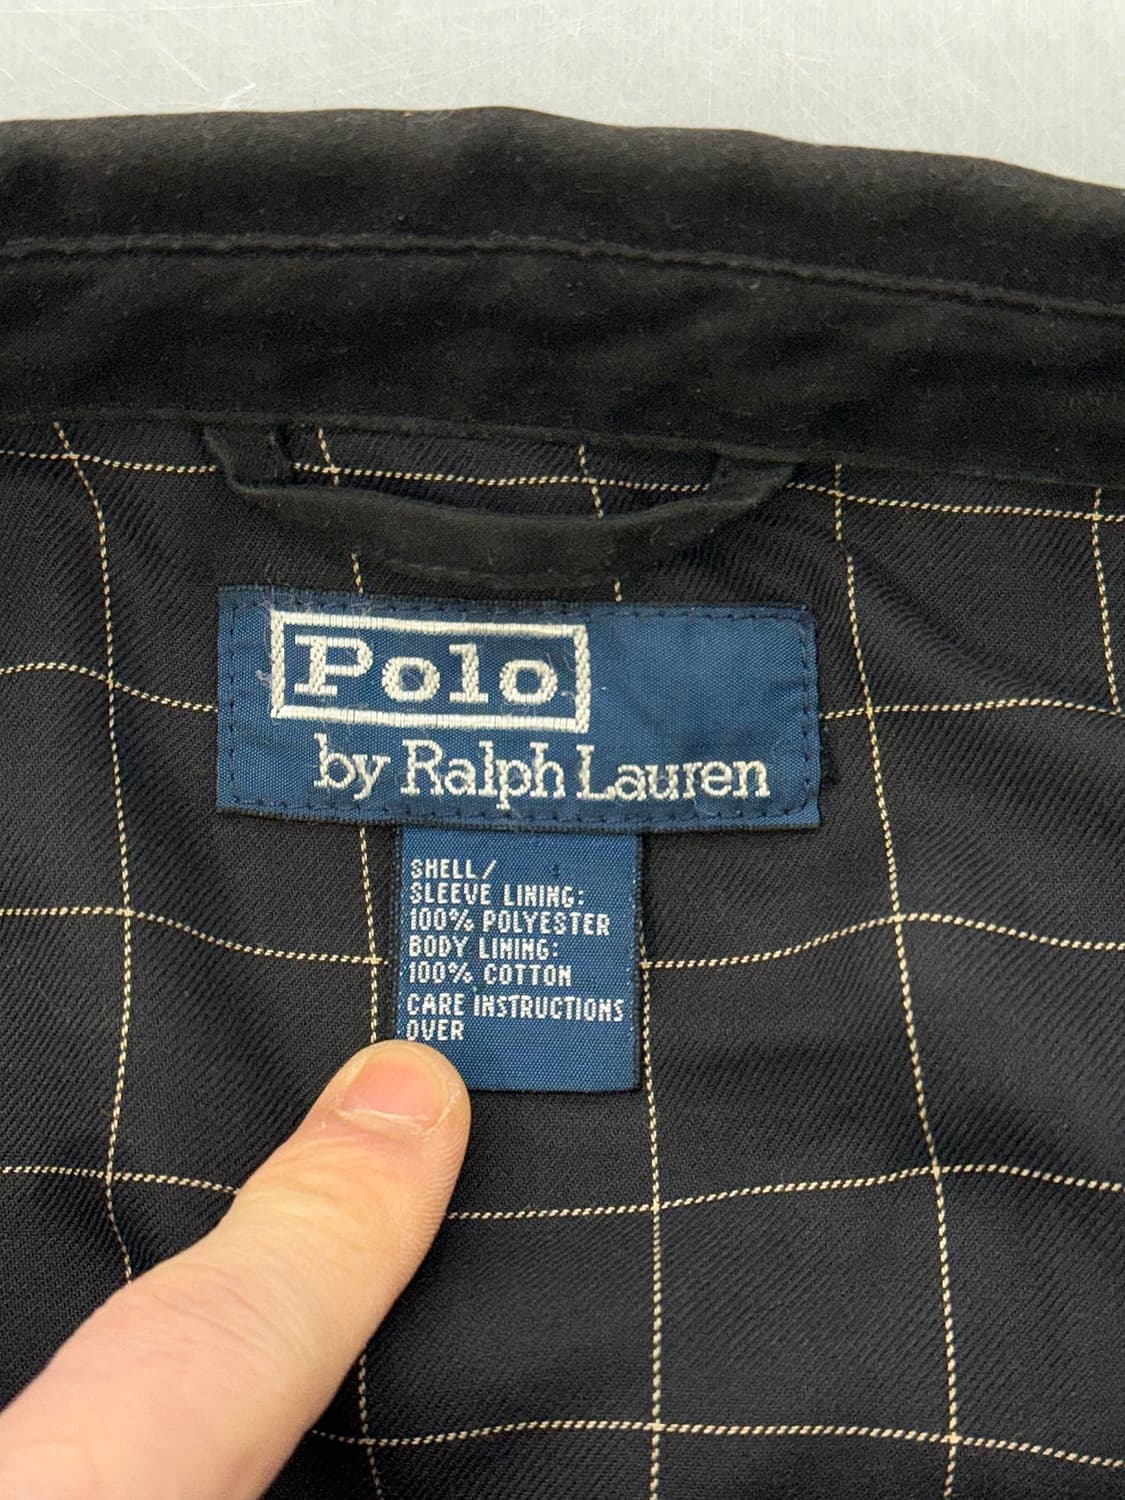 Polo
by Ralph Lauren
SHELL/
SLEEVE LINING:
100% POLYESTER
BODY LINING:
100% COTTON
CARE INSTRUCTIONS
OVER